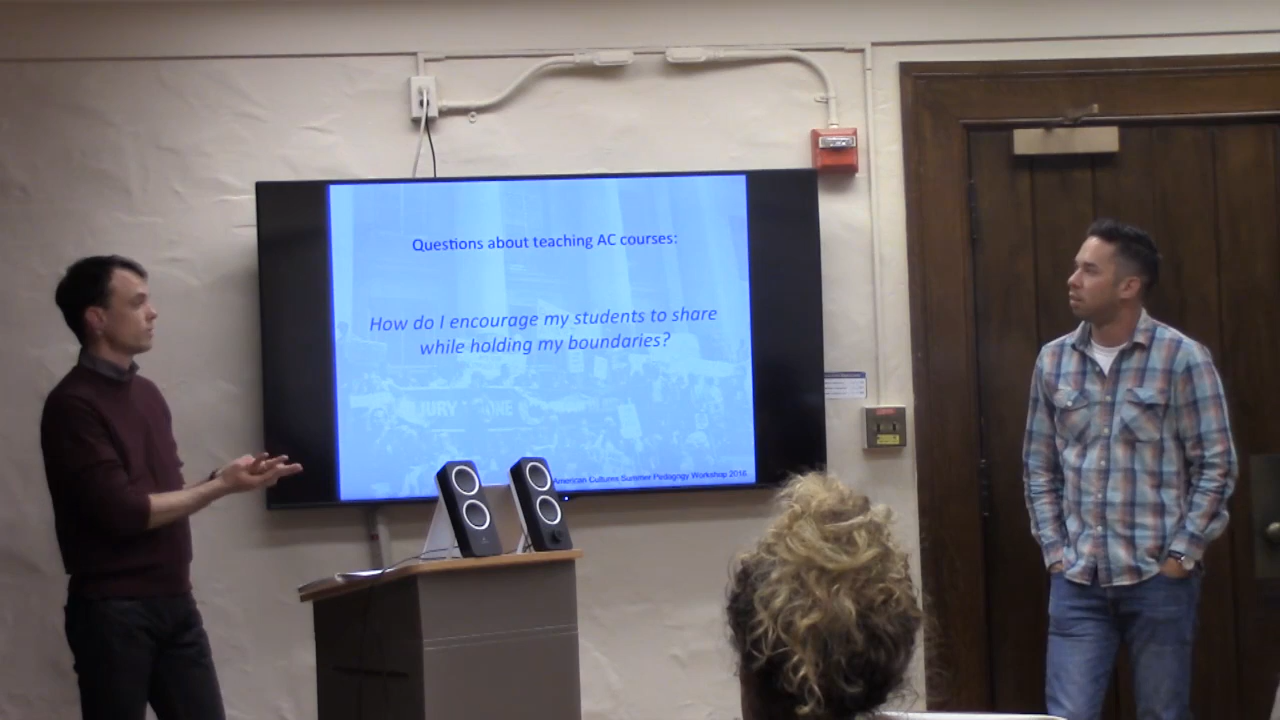 Questions about teaching AC courses:
How do I encourage my students to share
while holding my boundaries?
JURY
American Cultures Summer Pedagogy Workshop 2016